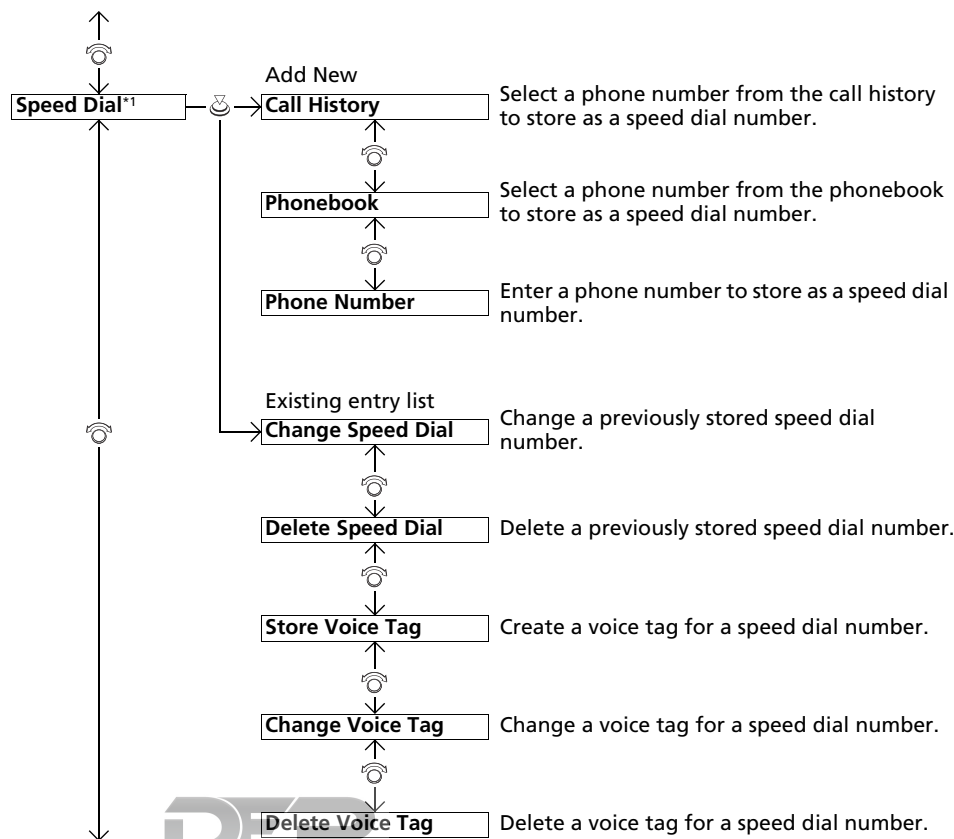 Add New
Speed Dial*1
Call History
Select a phone number from the call history
to store as a speed dial number.
Phonebook
Select a phone number from the phonebook
to store as a speed dial number.
Phone Number
Enter a phone number to store as a speed dial
number.
Existing entry list
Change Speed Dial
Change a previously stored speed dial
number.
Delete Speed Dial
Delete a previously stored speed dial number.
Store Voice Tag
Create a voice tag for a speed dial number.
Change Voice Tag
Change a voice tag for a speed dial number.
Delete Voice Tag
Delete a voice tag for a speed dial number.